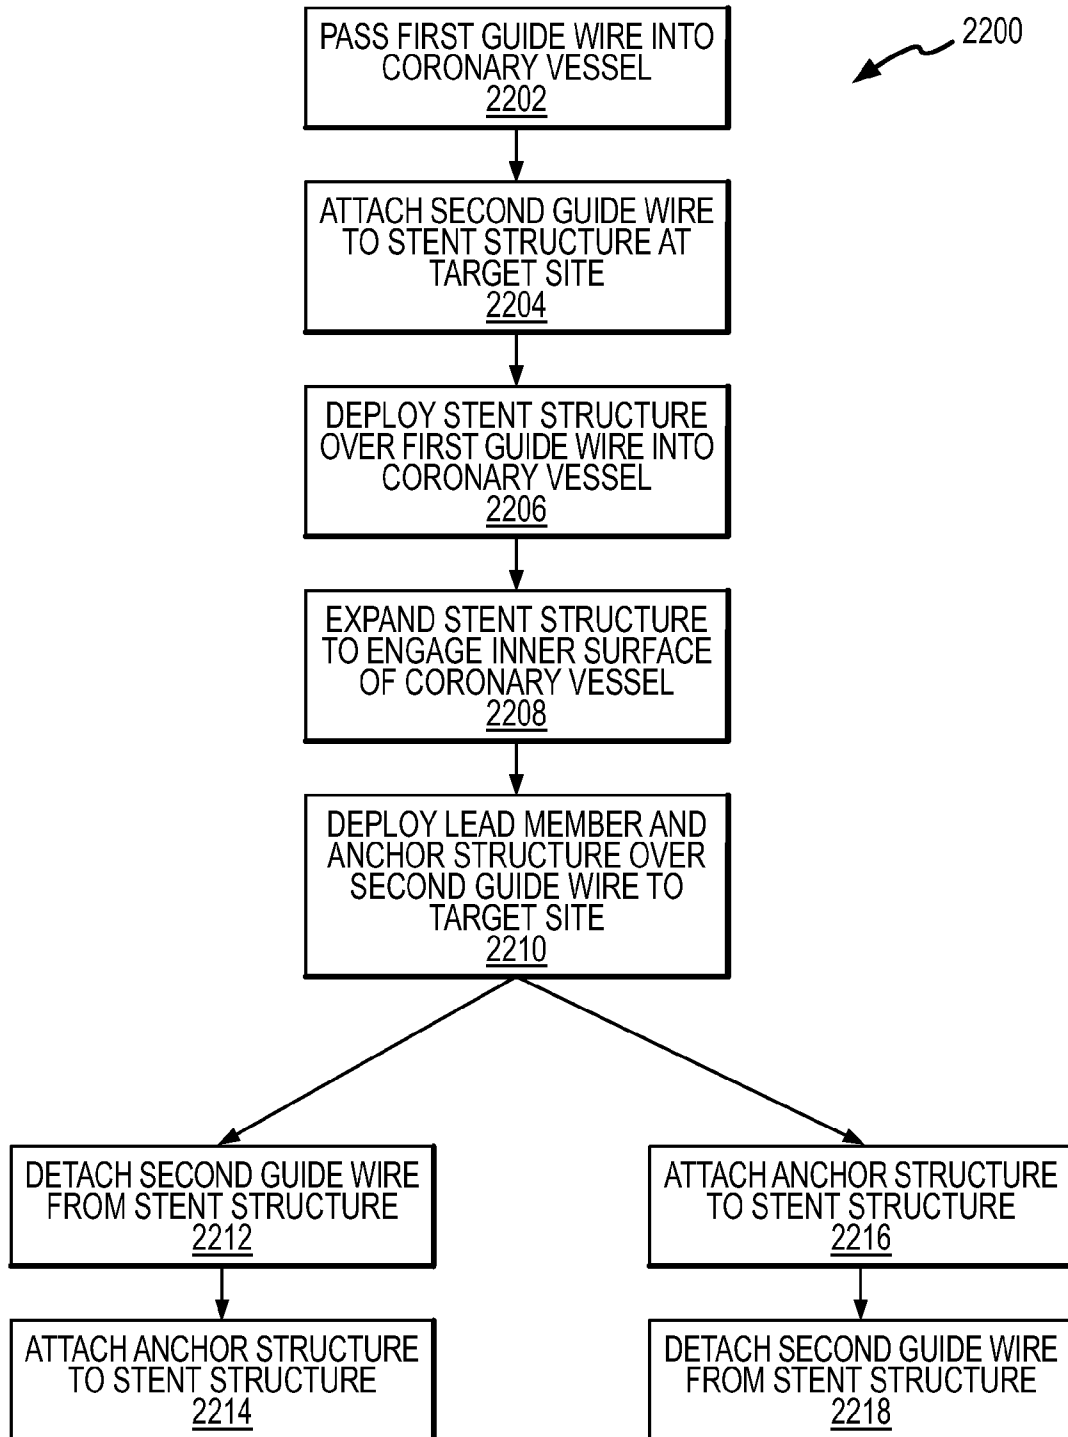 PASS FIRST GUIDE WIRE INTO
CORONARY VESSEL
2202
2200
ATTACH SECOND GUIDE WIRE
TO STENT STRUCTURE AT
TARGET SITE
2204
DEPLOY STENT STRUCTURE
OVER FIRST GUIDE WIRE INTO
CORONARY VESSEL
2206
EXPAND STENT STRUCTURE
TO ENGAGE INNER SURFACE
OF CORONARY VESSEL
2208
DEPLOY LEAD MEMBER AND
ANCHOR STRUCTURE OVER
SECOND GUIDE WIRE TO
TARGET SITE
2210
DETACH SECOND GUIDE WIRE
FROM STENT STRUCTURE
2212
ATTACH ANCHOR STRUCTURE
TO STENT STRUCTURE
2214
ATTACH ANCHOR STRUCTURE
TO STENT STRUCTURE
2216
DETACH SECOND GUIDE WIRE
FROM STENT STRUCTURE
2218